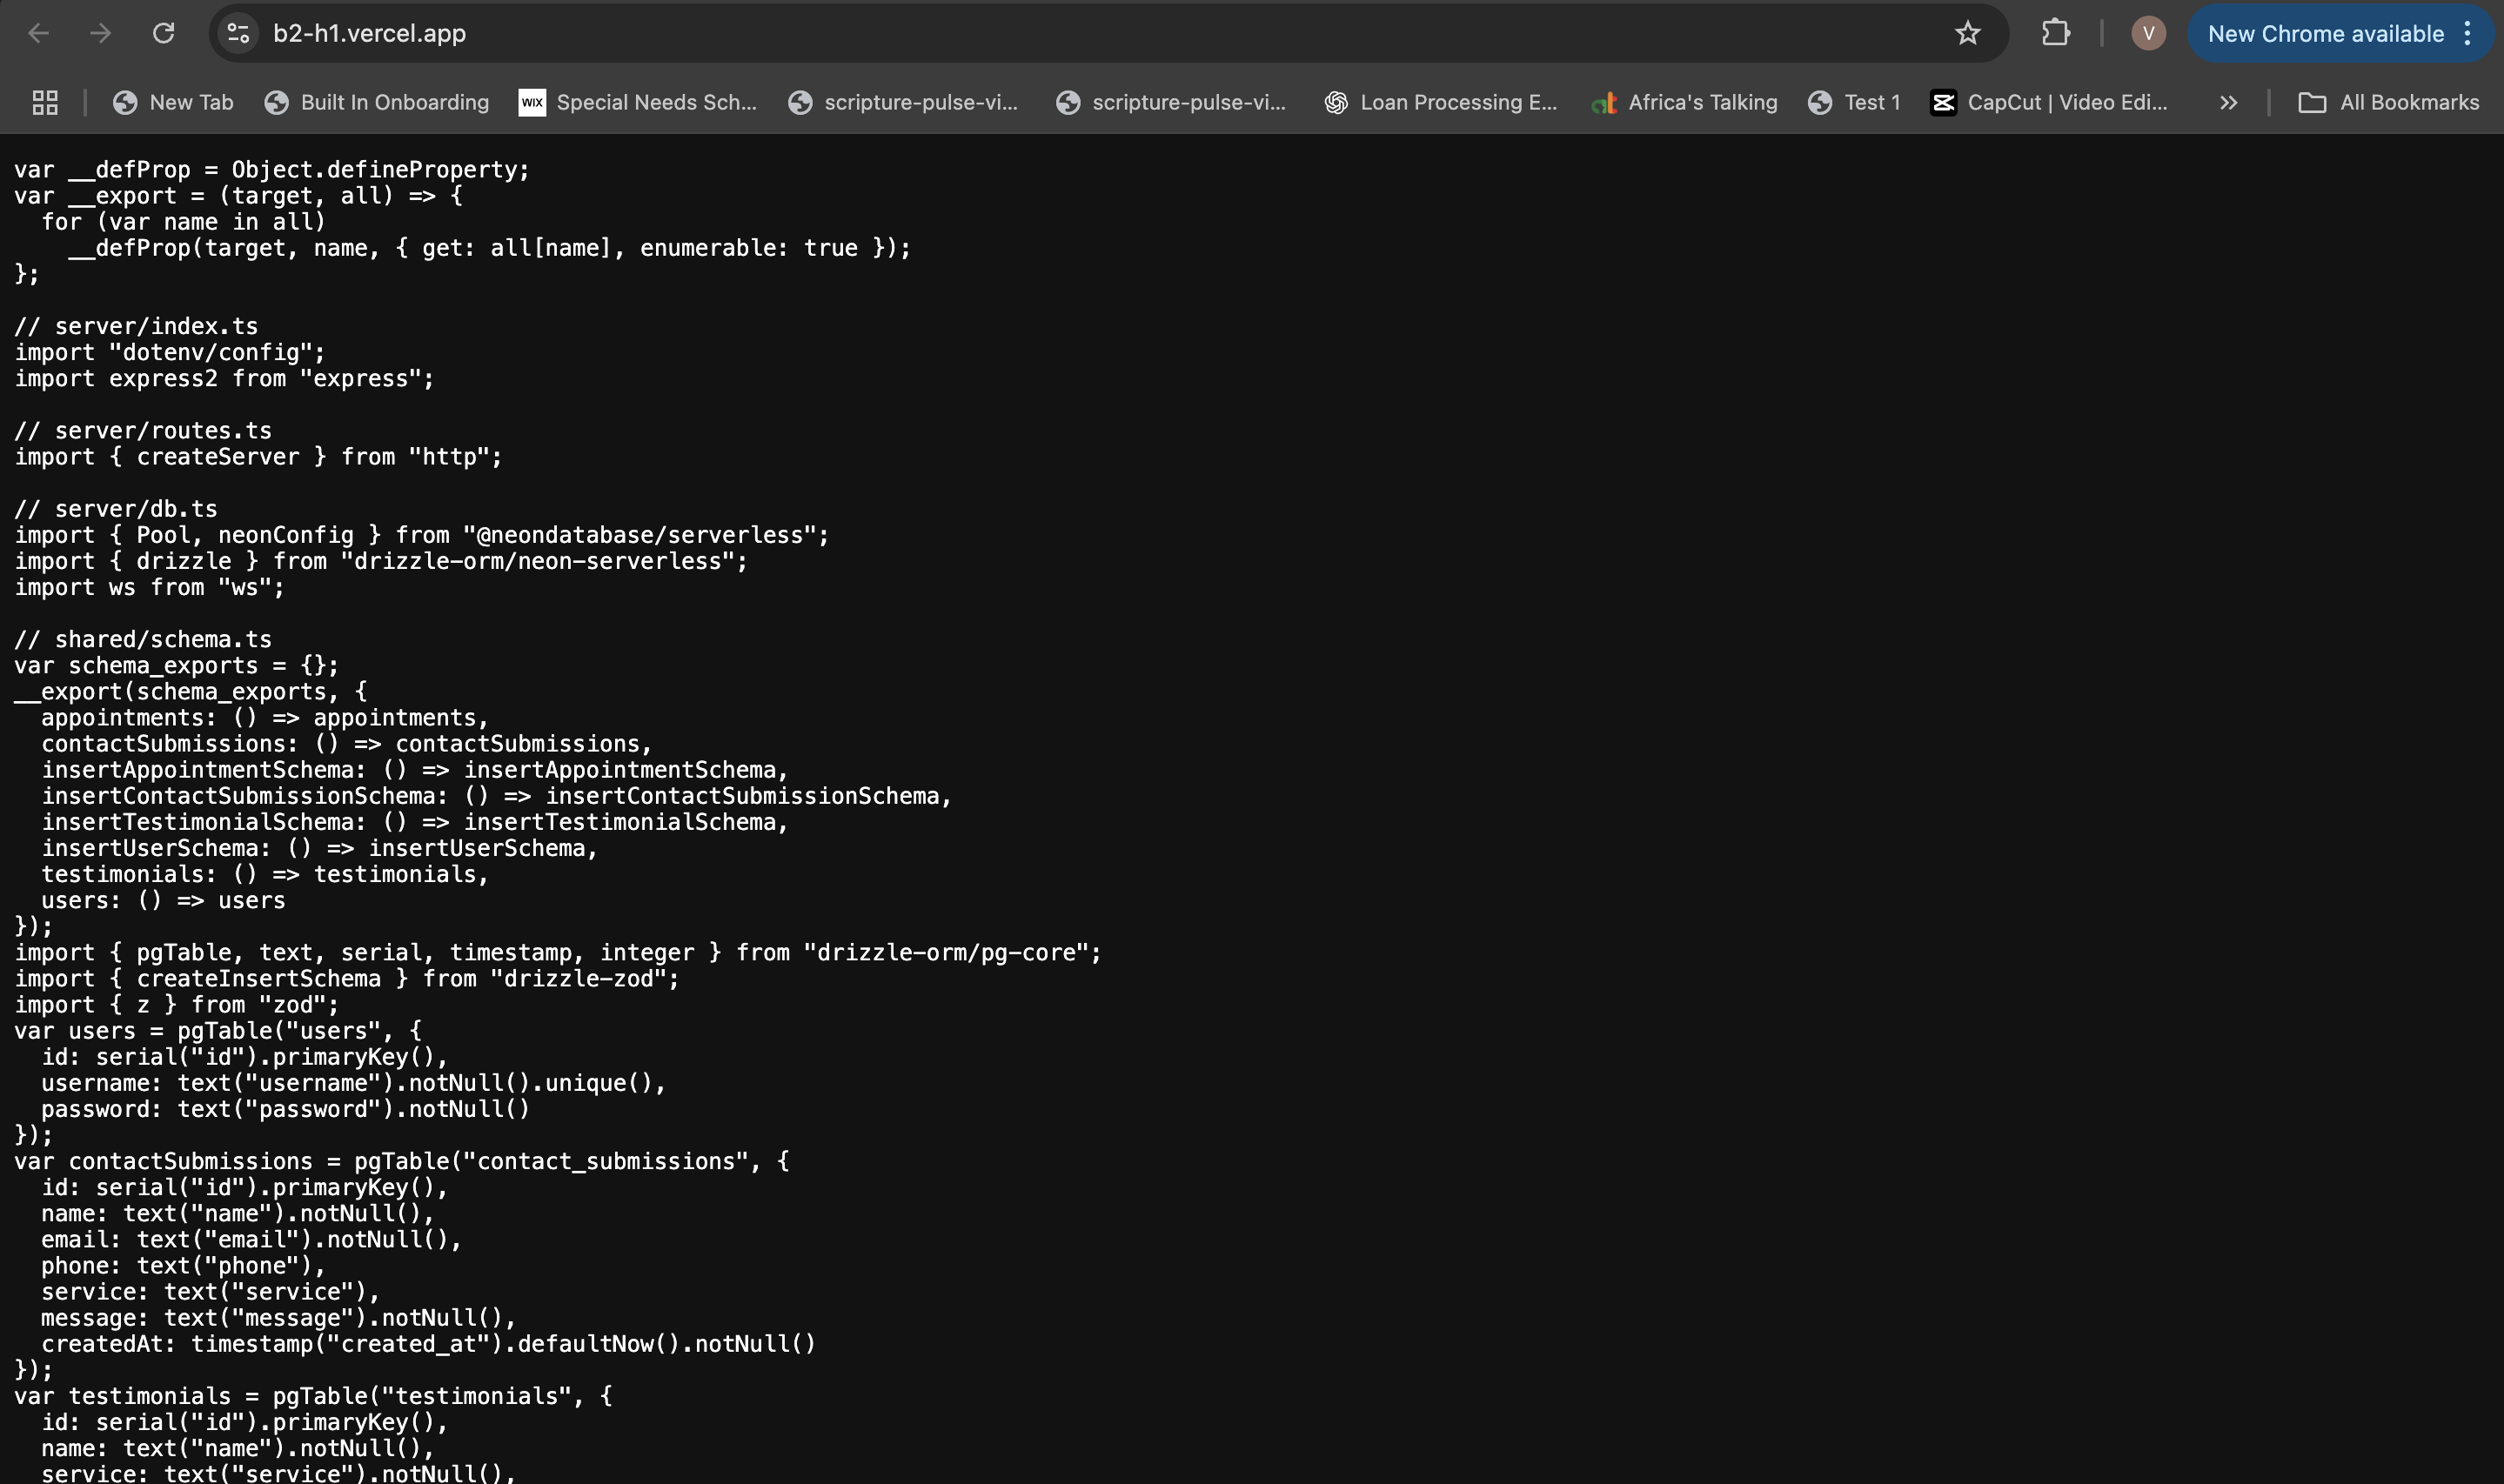 b2-h1.vercel.app
V
New Chrome available
New Tab
Built In Onboarding
WIX Special Needs Sch...
scripture-pulse-vi...
scripture-pulse-vi...
Loan Processing E...
at Africa's Talking
Test 1
CapCut | Video Edi...
»
All Bookmarks
var __defProp = Object.defineProperty;
var __export = (target, all) => {
  for (var name in all)
    __defProp(target, name, { get: all[name], enumerable: true });
};

// server/index.ts
import "dotenv/config";
import express2 from "express";

// server/routes.ts
import { createServer } from "http";

// server/db.ts
import { Pool, neonConfig } from "@neondatabase/serverless";
import { drizzle } from "drizzle-orm/neon-serverless";
import ws from "ws";

// shared/schema.ts
var schema_exports = {};
__export(schema_exports, {
  appointments: () => appointments,
  contactSubmissions: () => contactSubmissions,
  insertAppointmentSchema: () => insertAppointmentSchema,
  insertContactSubmissionSchema: () => insertContactSubmissionSchema,
  insertTestimonialSchema: () => insertTestimonialSchema,
  insertUserSchema: () => insertUserSchema,
  testimonials: () => testimonials,
  users: () => users
});
import { pgTable, text, serial, timestamp, integer } from "drizzle-orm/pg-core";
import { createInsertSchema } from "drizzle-zod";
import { z } from "zod";
var users = pgTable("users", {
  id: serial("id").primaryKey(),
  username: text("username").notNull().unique(),
  password: text("password").notNull()
});
var contactSubmissions = pgTable("contact_submissions", {
  id: serial("id").primaryKey(),
  name: text("name").notNull(),
  email: text("email").notNull(),
  phone: text("phone"),
  service: text("service"),
  message: text("message").notNull(),
  createdAt: timestamp("created_at").defaultNow().notNull()
});
var testimonials = pgTable("testimonials", {
  id: serial("id").primaryKey(),
  name: text("name").notNull(),
  service: text("service").notNull(),